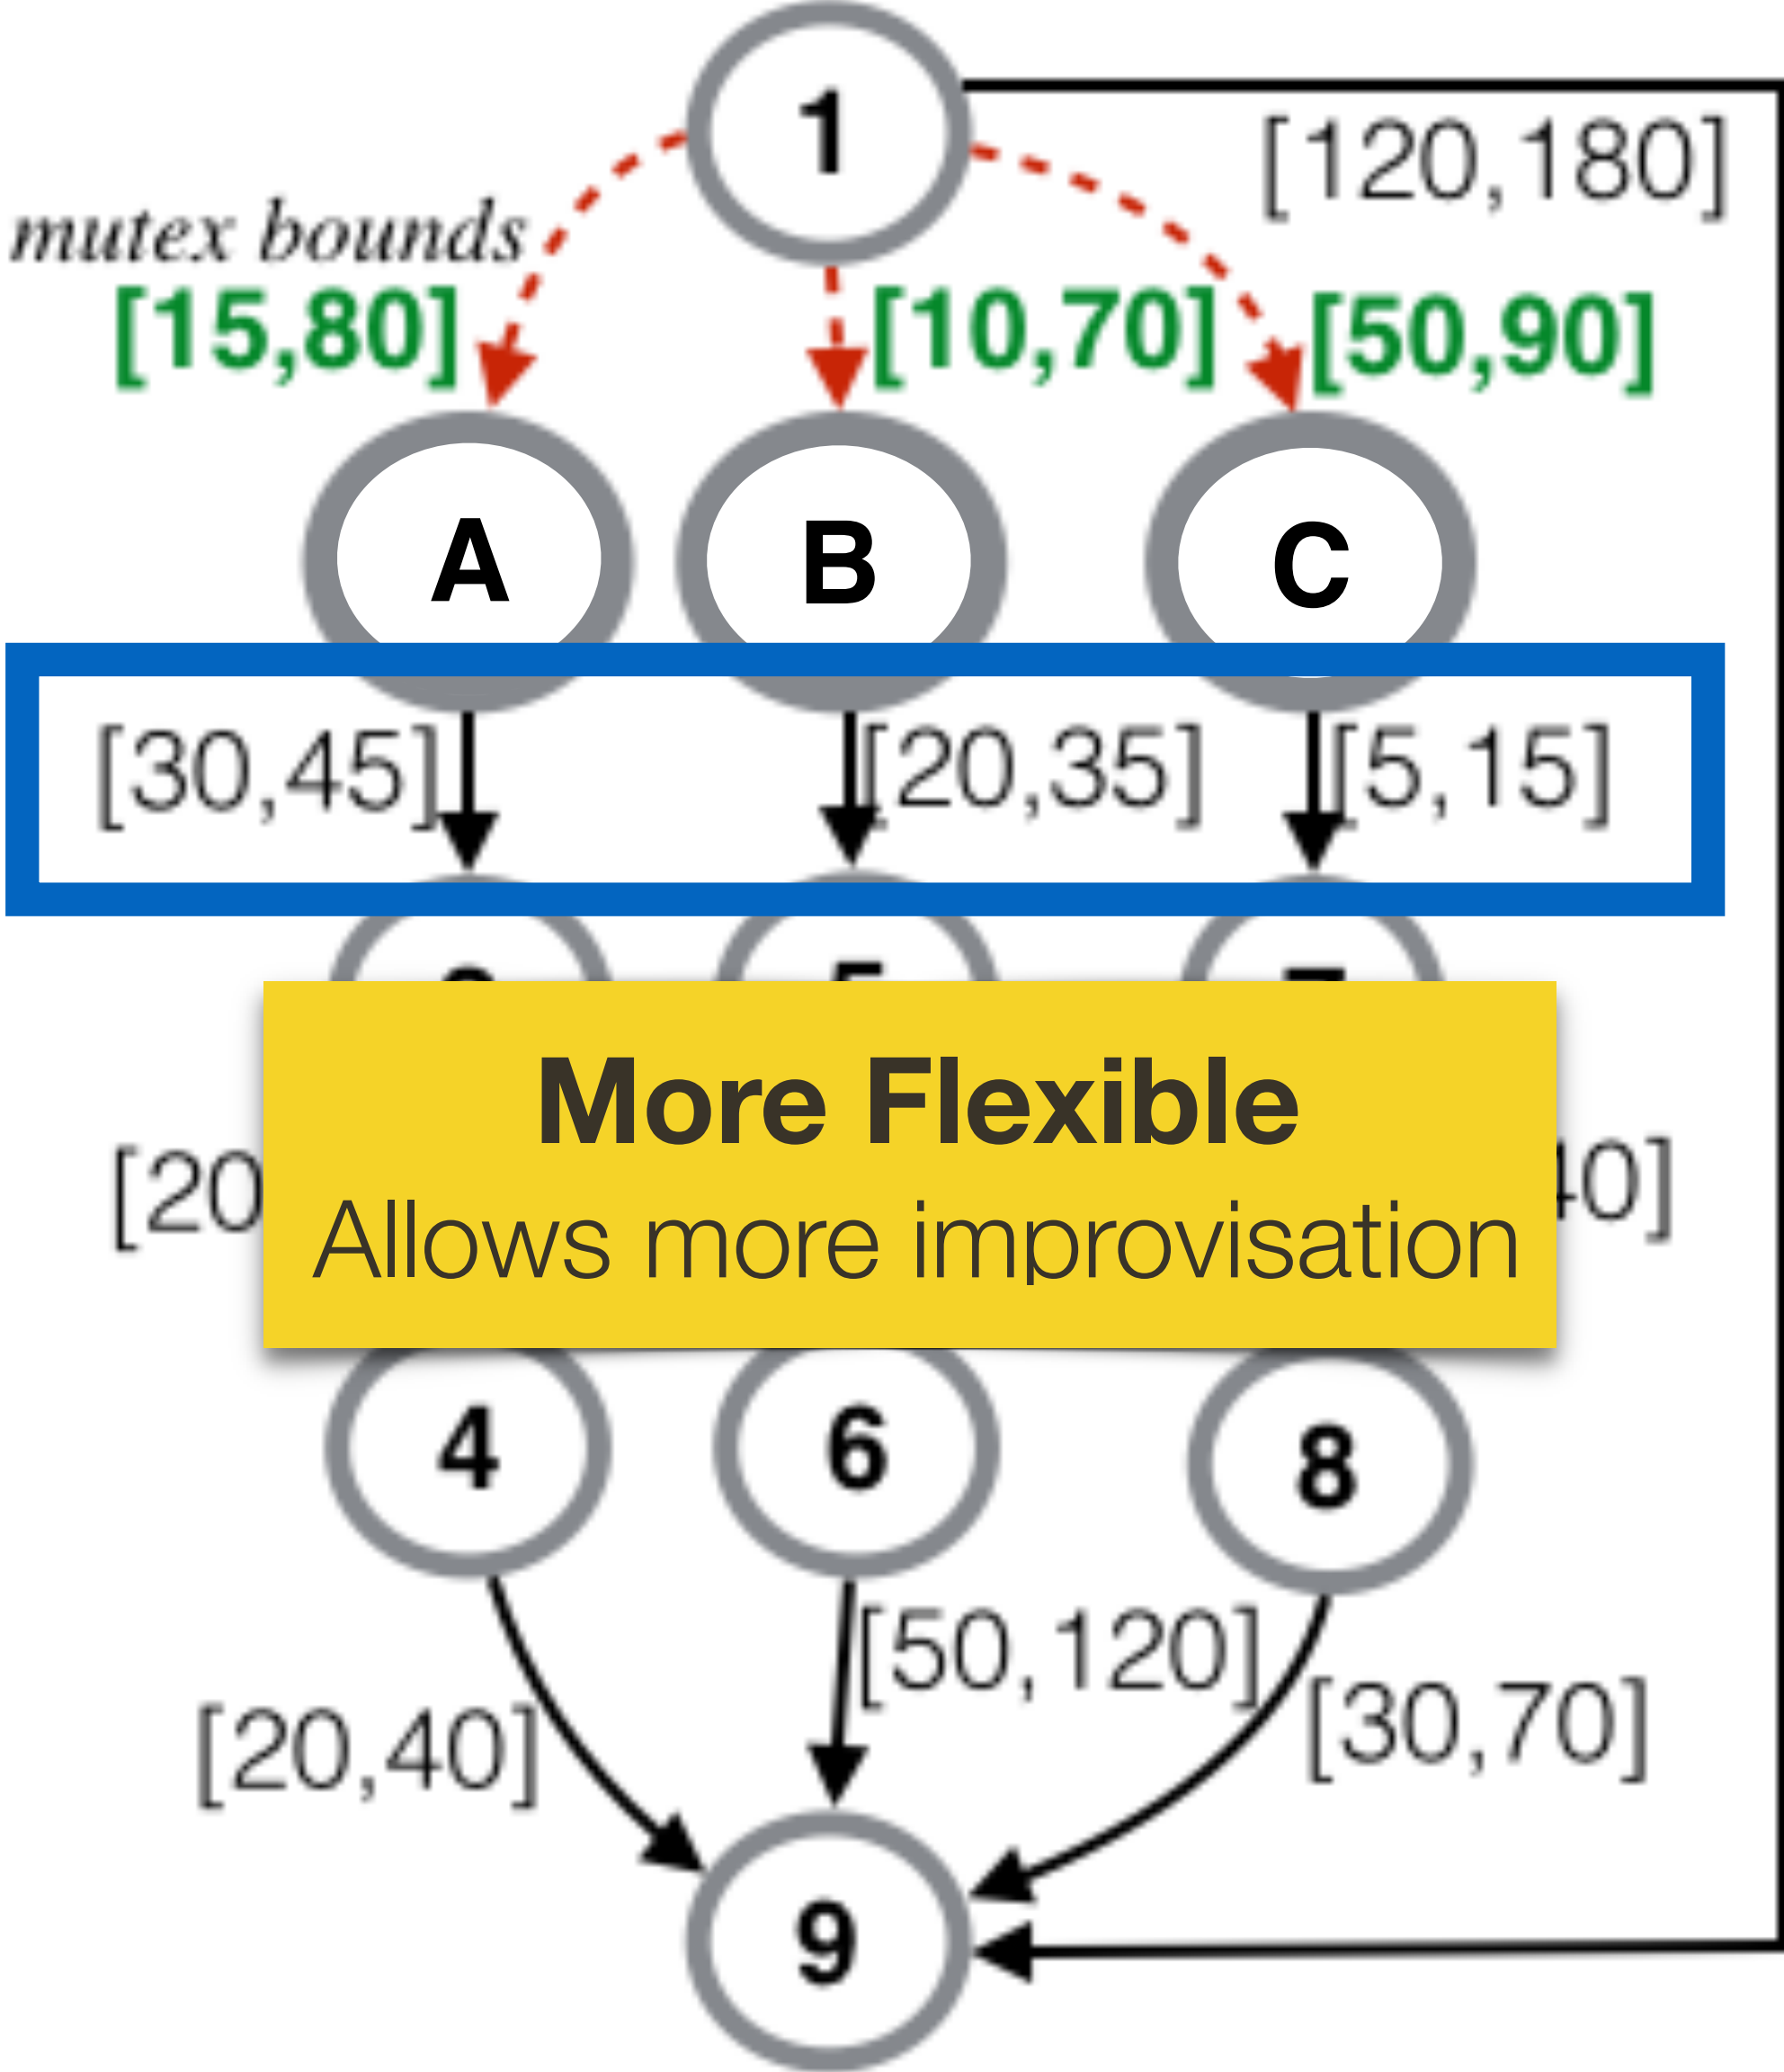 1
[120,180]
mutex bounds
[15,80] [10,70] [50,90]
A B C
[30,45] [20,35] [5,15]
More Flexible
Allows more improvisation
4 6 8
[50,120]
[20,40] [30,70]
9